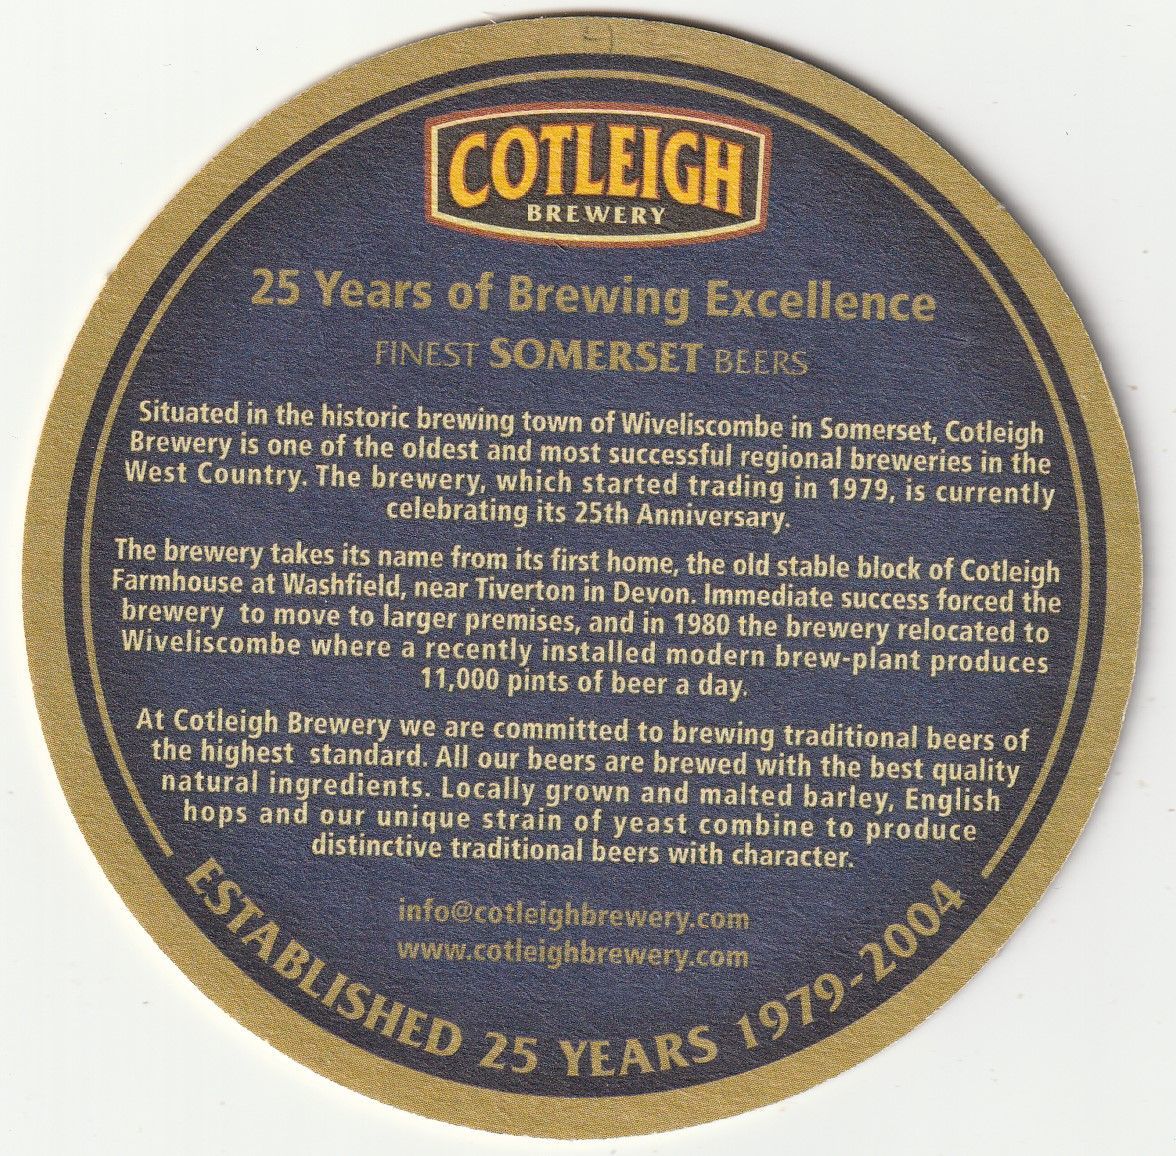 COTLEIGH
BREWERY
25 Years of Brewing Excellence
FINEST SOMERSET BEERS
Situated in the historic brewing town of Wiveliscombe in Somerset, Cotleigh
Brewery is one of the oldest and most successful regional breweries in the
West Country. The brewery, which started trading in 1979, is currently
celebrating its 25th Anniversary.
The brewery takes its name from its first home, the old stable block of Cotleigh
Farmhouse at Washfield, near Tiverton in Devon. Immediate success forced the
brewery to move to larger premises, and in 1980 the brewery relocated to
Wiveliscombe where a recently installed modern brew-plant produces
11,000 pints of beer a day.
At Cotleigh Brewery we are committed to brewing traditional beers of
the highest standard. All our beers are brewed with the best quality
natural ingredients. Locally grown and malted barley, English
hops and our unique strain of yeast combine to produce
distinctive traditional beers with character.
info@cotleighbrewery.com
www.cotleighbrewery.com
ESTABLISHED 25 YEARS 1979-2004